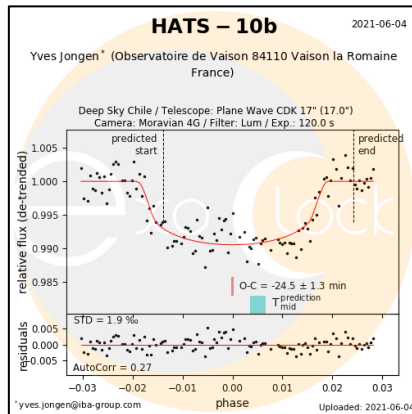 HATS – 10b
2021-06-04
Yves Jongen* (Observatoire de Vaison 84110 Vaison la Romaine
France)
Deep Sky Chile / Telescope: Plane Wave CDK 17" (17.0")
Camera: Moravian 4G / Filter: Lum / Exp.: 120.0 s
predicted
start
predicted
end
relative flux (de-trended)
1.005
1.000
0.995
0.990
0.985
exo Clock
O-C = -24.5 ± 1.3 min
T prediction mid
residuals
0.005
0.000
-0.005
STD = 1.9 ‰
AutoCorr = 0.27
-0.03 -0.02 -0.01 0.00 0.01 0.02 0.03
phase
*yves.jongen@iba-group.com
Uploaded: 2021-06-04